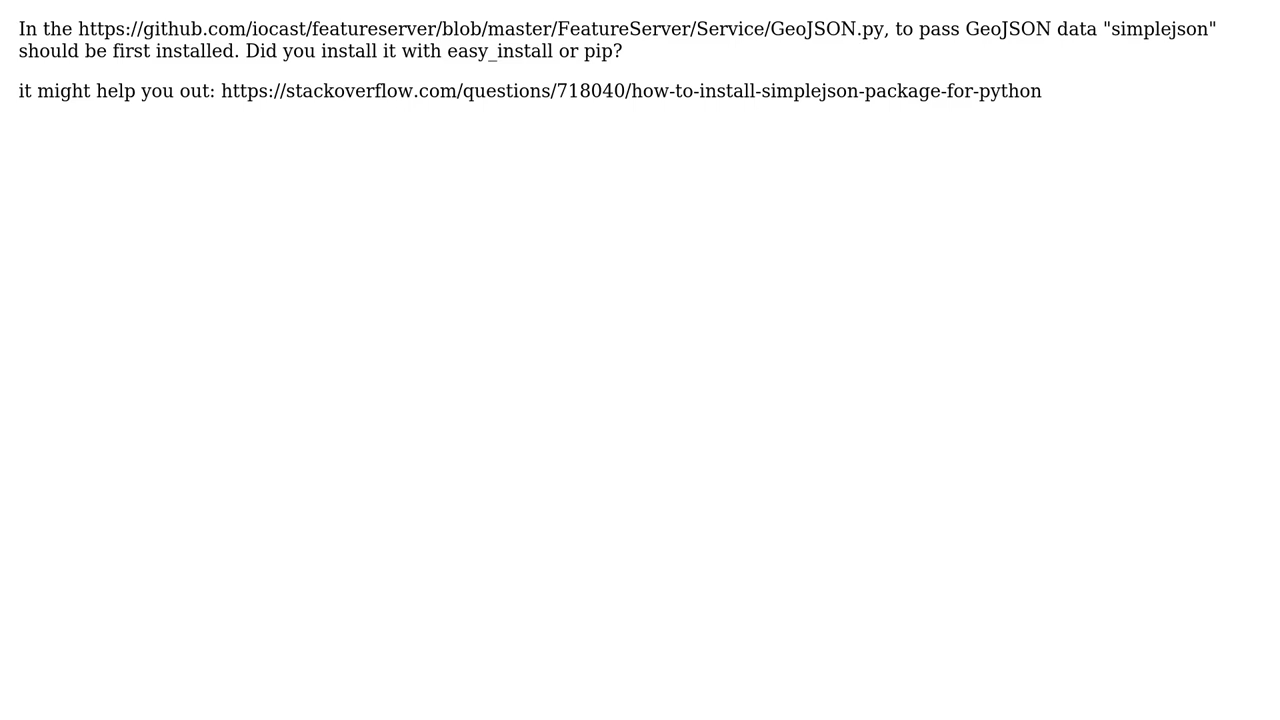 In the https://github.com/iocast/featureserver/blob/master/FeatureServer/Service/GeoJSON.py, to pass GeoJSON data "simplejson"
should be first installed. Did you install it with easy_install or pip?
it might help you out: https://stackoverflow.com/questions/718040/how-to-install-simplejson-package-for-python